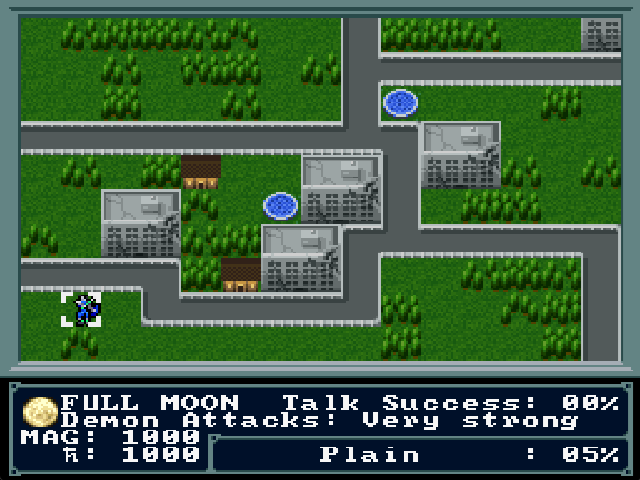 FULL MOON Talk Success: 00%
Demon Attacks: Very strong
MAG: 1000
ћ: 1000
Plain : 05%